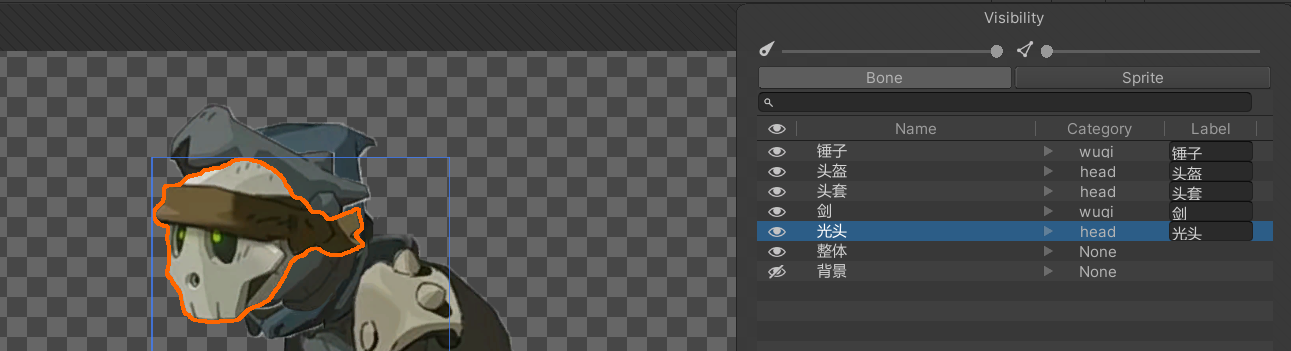 Visibility
Bone Sprite
Name Category Label
锤子 wuqi 锤子
头盔 head 头盔
头套 head 头套
剑 wuqi 剑
光头 head 光头
整体 None
背景 None